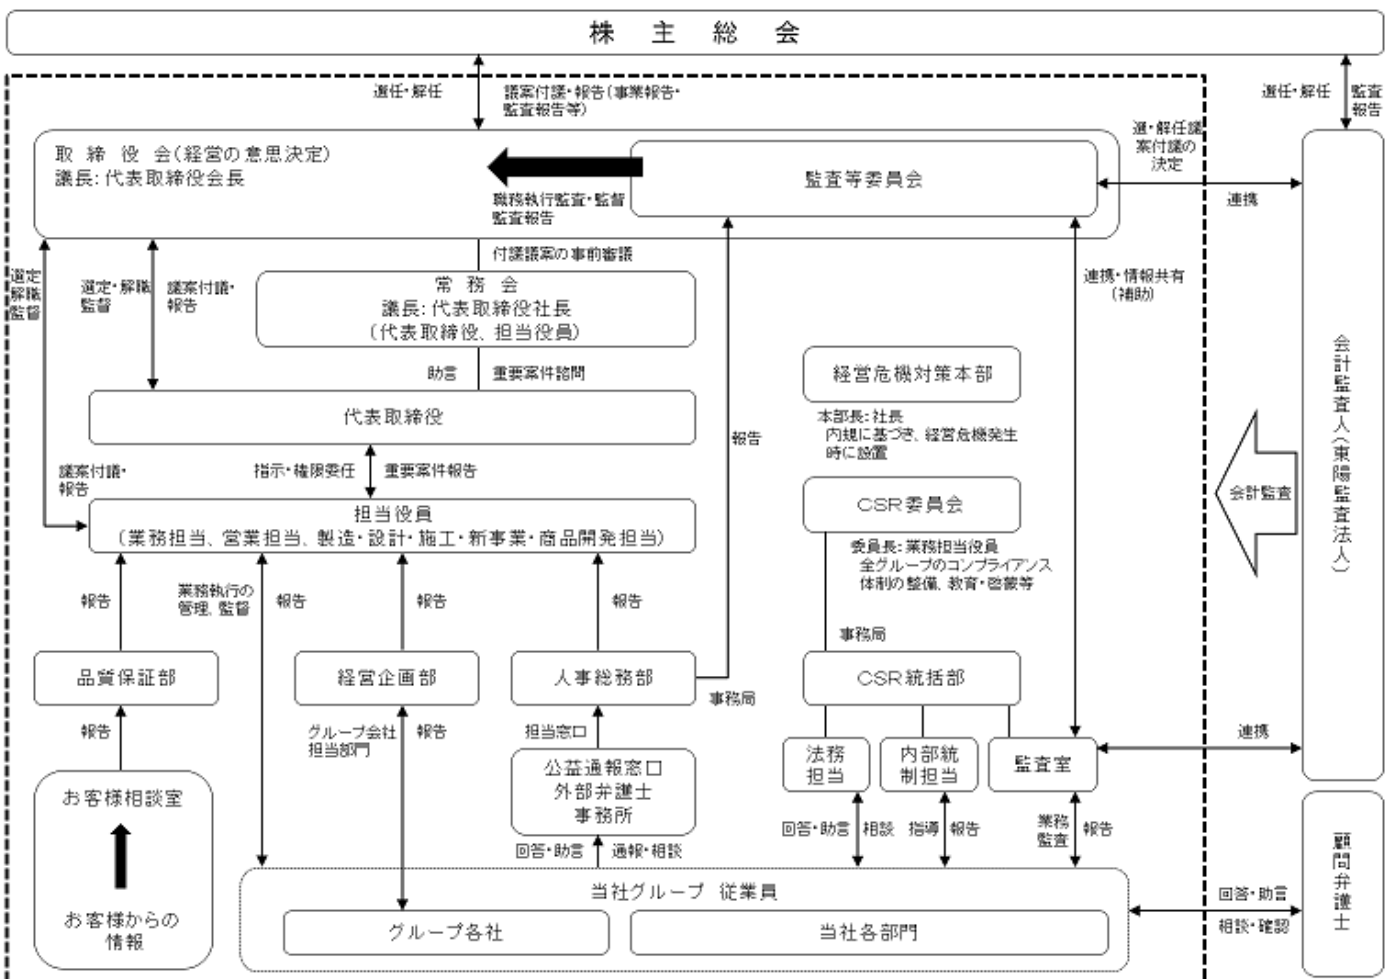 株 主 総 会
選任・解任
議案付議・報告（事業報告・
監査報告等）
選任・解任
監査
報告
取 締 役 会（経営の意思決定）
議長：代表取締役会長
監査等委員会
職務執行監査・監督
監査報告
選・解任議
案付議の
決定
連携
付議議案の事前審議
選定
解職
監督
選定・解職
監督
議案付議・
報告
常 務 会
議長：代表取締役社長
（代表取締役、担当役員）
連携・情報共有
（補助）
助言
重要案件諮問
経営危機対策本部
本部長：社長
内規に基づき、経営危機発生
時に設置
代表取締役
報告
議案付議・
報告
指示・権限委任
重要案件報告
CSR委員会
委員長：業務担当役員
全グループのコンプライアンス
体制の整備、教育・啓蒙等
担当役員
（業務担当、営業担当、製造・設計・施工・新事業・商品開発担当）
会計監査
会計監査人（東陽監査法人）
報告
業務執行の
管理、監督
報告
報告
報告
事務局
品質保証部
経営企画部
人事総務部
事務局
CSR統括部
報告
グループ会社
担当部門
報告
担当窓口
法務
担当
内部統
制担当
監査室
連携
公益通報窓口
外部弁護士
事務所
お客様相談室
お客様からの
情報
回答・助言
通報・相談
回答・助言
相談
指導
報告
業務
監査
報告
当社グループ 従業員
グループ各社
当社各部門
回答・助言
相談・確認
顧問弁護士